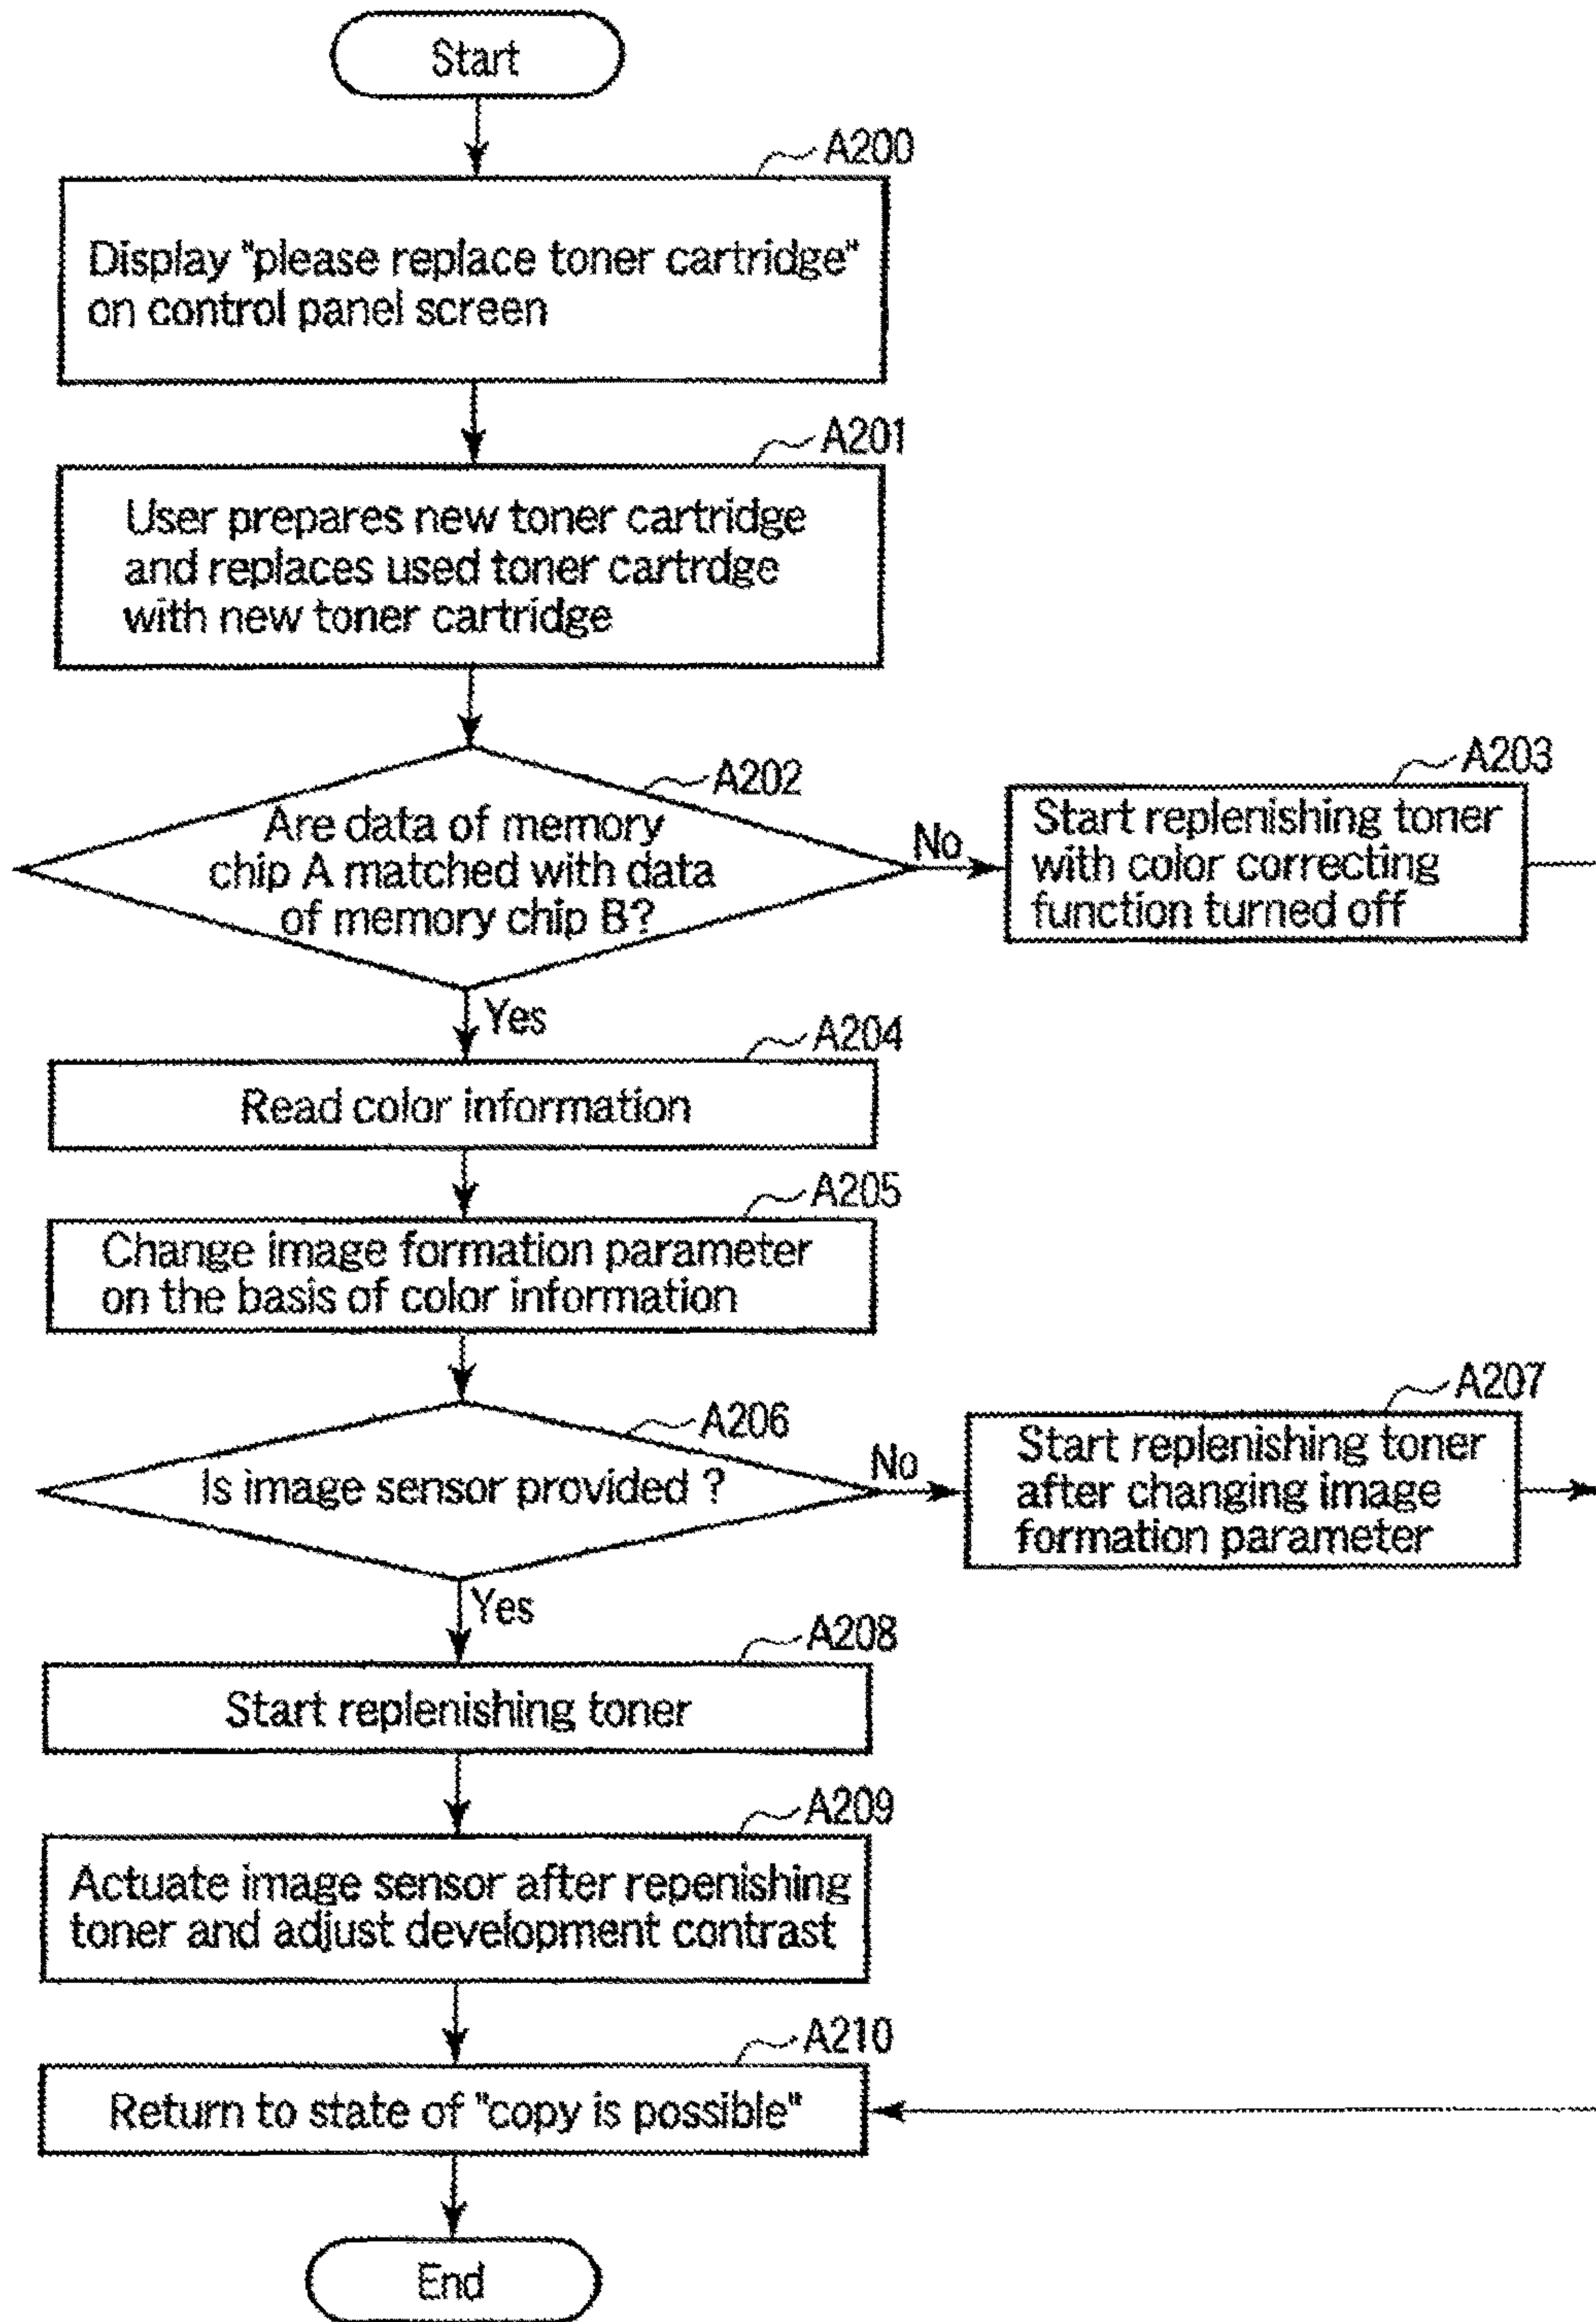 Start
A200
Display "please replace toner cartridge"
on control panel screen
A201
User prepares new toner cartridge
and replaces used toner cartrdge
with new toner cartridge
A202
Are data of memory
chip A matched with data
of memory chip B?
No
A203
Start replenishing toner
with color correcting
function turned off
Yes
A204
Read color information
A205
Change image formation parameter
on the basis of color information
A206
Is image sensor provided ?
No
A207
Start replenishing toner
after changing image
formation parameter
Yes
A208
Start replenishing toner
A209
Actuate image sensor after repenishing
toner and adjust development contrast
A210
Return to state of "copy is possible"
End